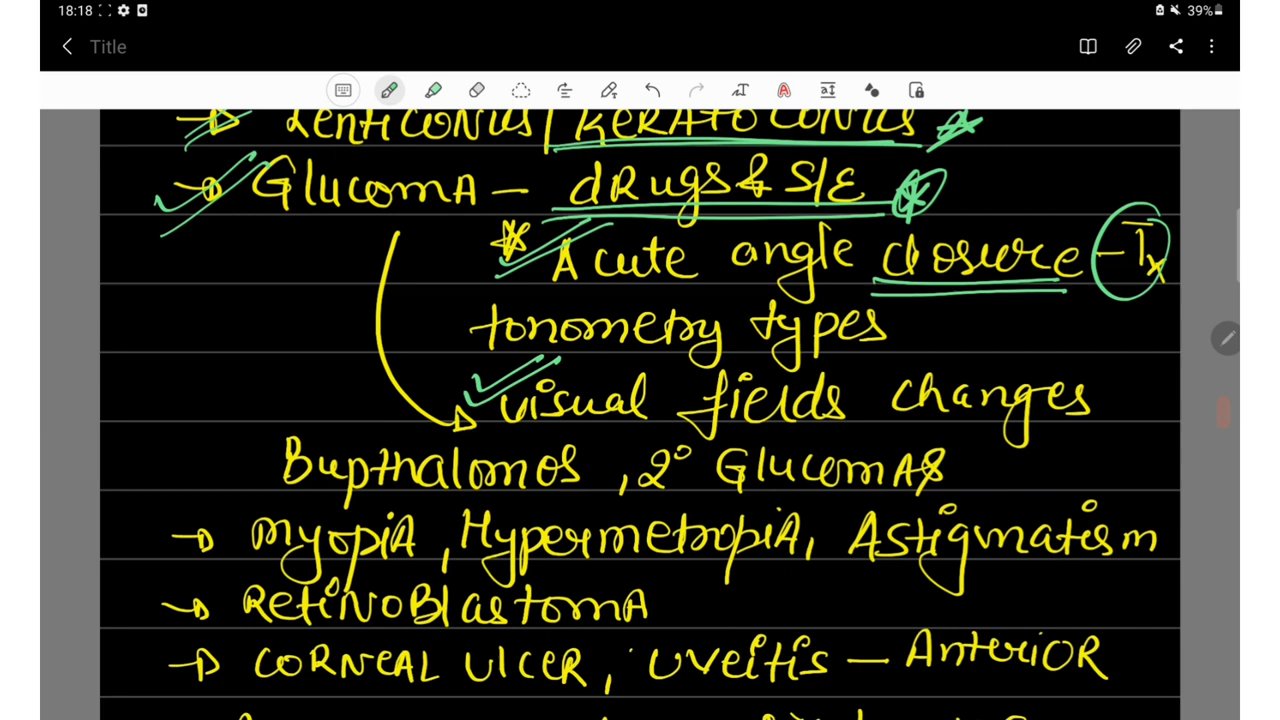 18:18 39%
Title
→ Lenticonus / KERATOCONUS
→ GlucomA – dRugs & S/E
Acute angle closure – Tx
tonometry types
visual fields changes
Bupthalomos , 2° GlucomAs
→ myopiA , HypermetropiA, Astigmatism
→ RetiNoBlastomA
→ CORNEAL UlCER , Uveitis – AnteriOR